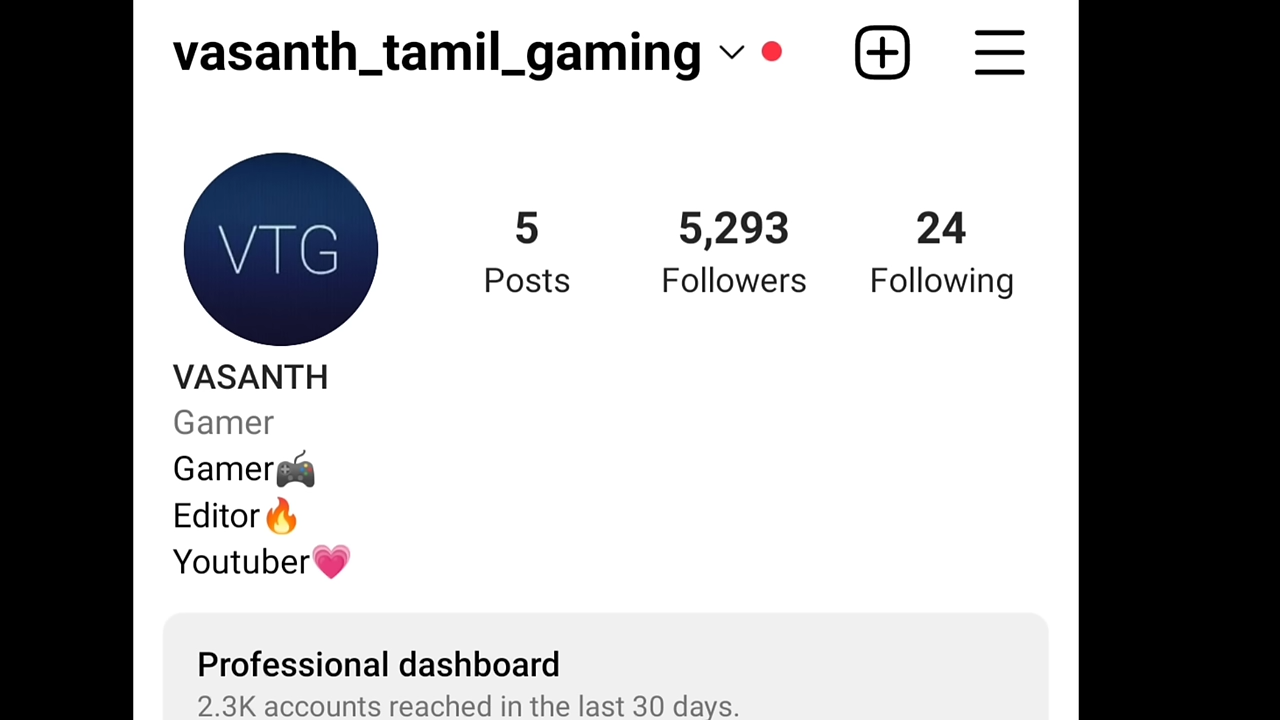 vasanth_tamil_gaming
VTG
5 5,293 24
Posts Followers Following
VASANTH
Gamer
Gamer🎮
Editor🔥
Youtuber💗
Professional dashboard
2.3K accounts reached in the last 30 days.